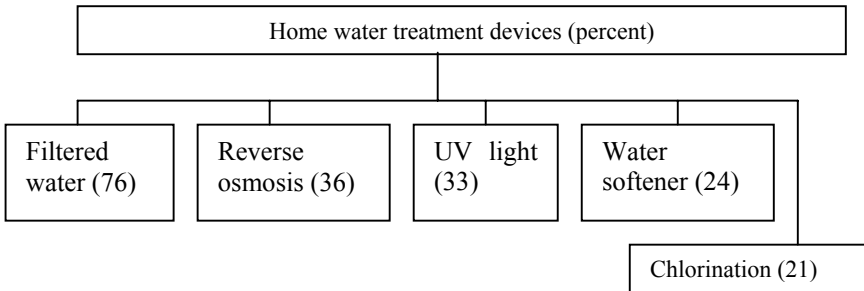 Home water treatment devices (percent)
Filtered
water (76)
Reverse
osmosis (36)
UV light
(33)
Water
softener (24)
Chlorination (21)